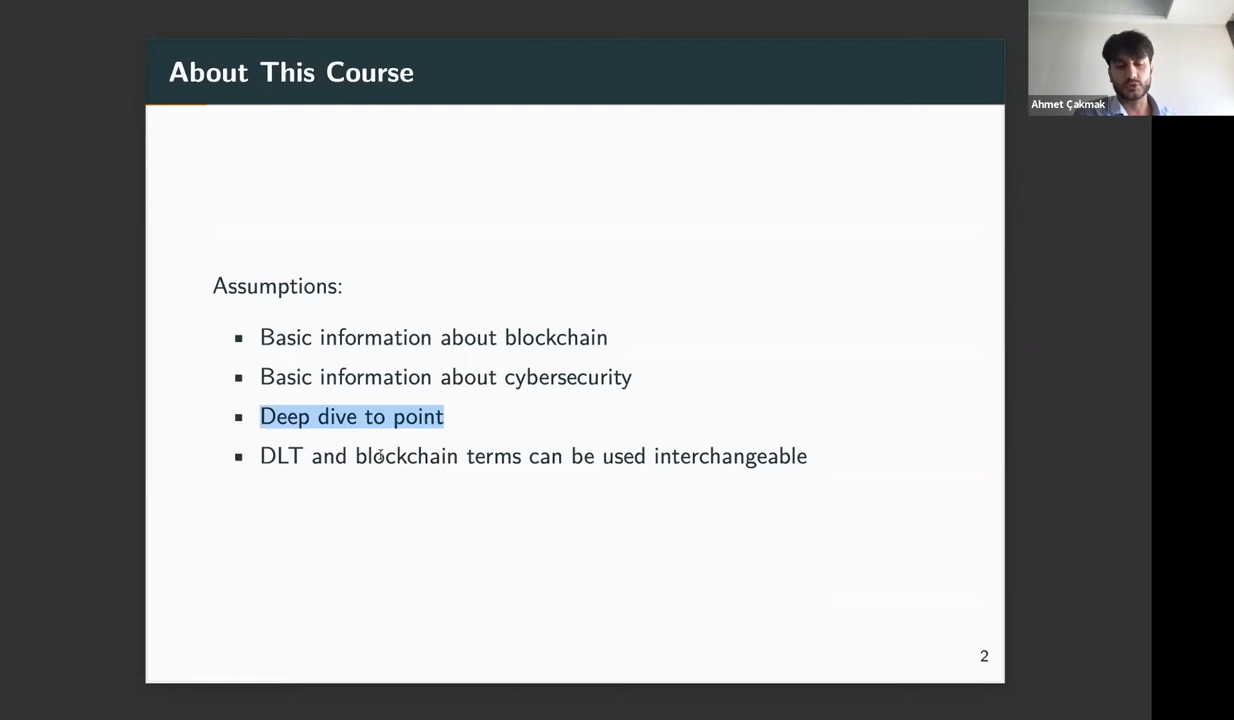 About This Course
Ahmet Çakmak
Assumptions:
Basic information about blockchain
Basic information about cybersecurity
Deep dive to point
DLT and blockchain terms can be used interchangeable
2